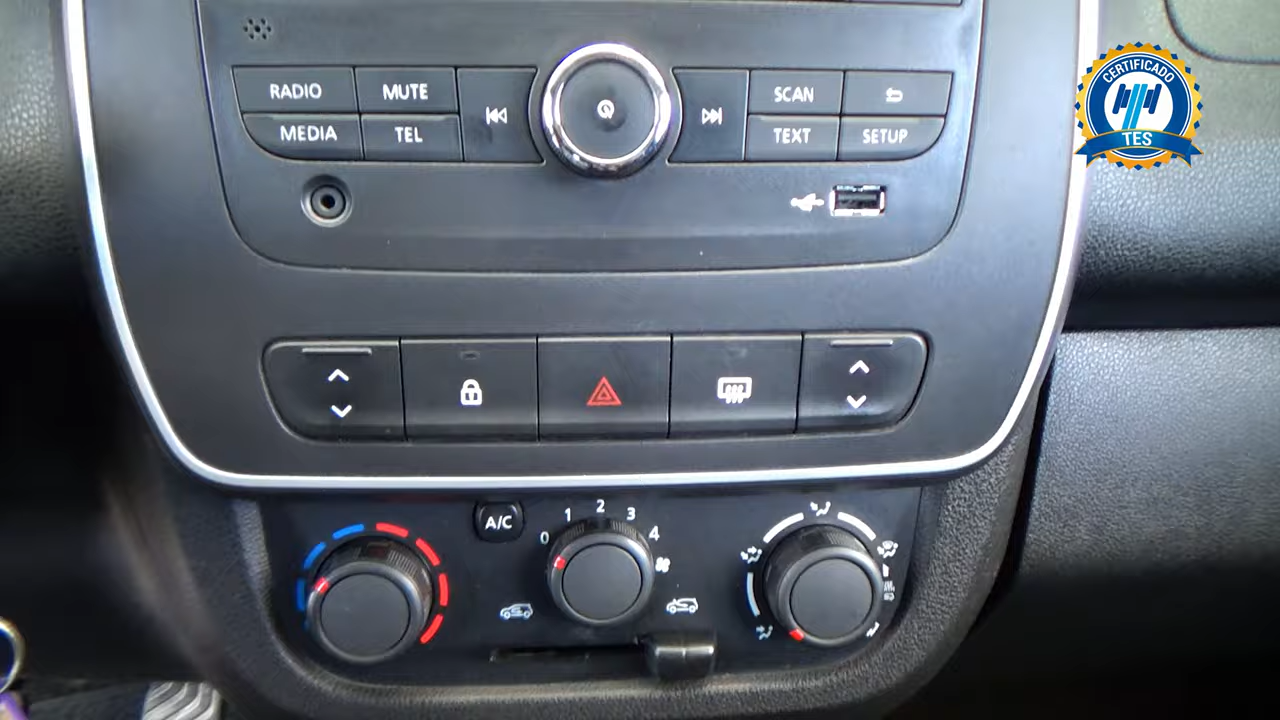 RADIO MUTE SCAN
MEDIA TEL TEXT SETUP
CERTIFICADO
TES
A/C
0 1 2 3 4